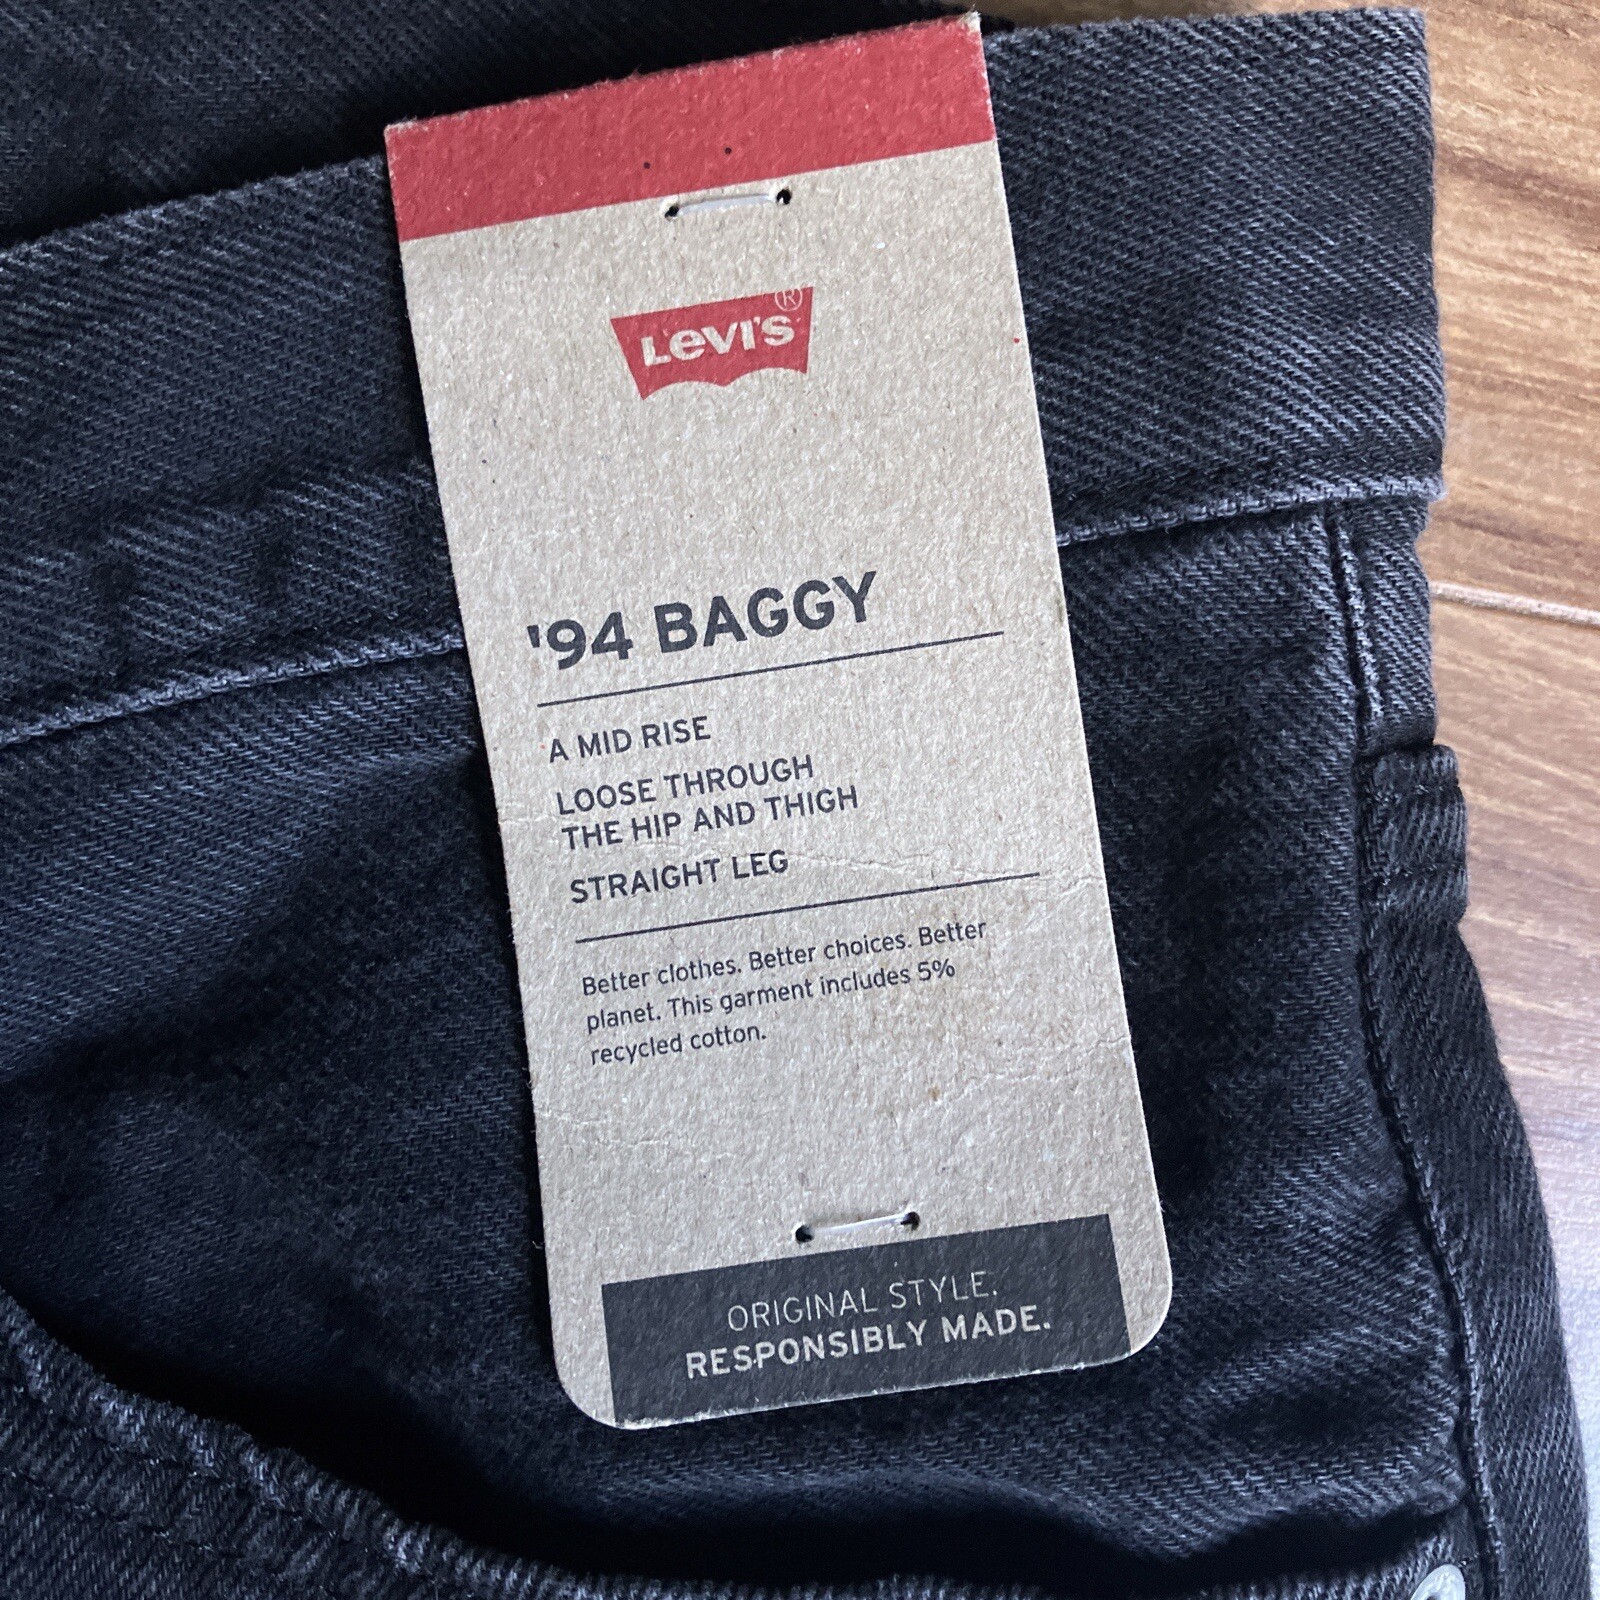 LEVI'S®
'94 BAGGY
A MID RISE
LOOSE THROUGH
THE HIP AND THIGH
STRAIGHT LEG
Better clothes. Better choices. Better
planet. This garment includes 5%
recycled cotton.
ORIGINAL STYLE.
RESPONSIBLY MADE.